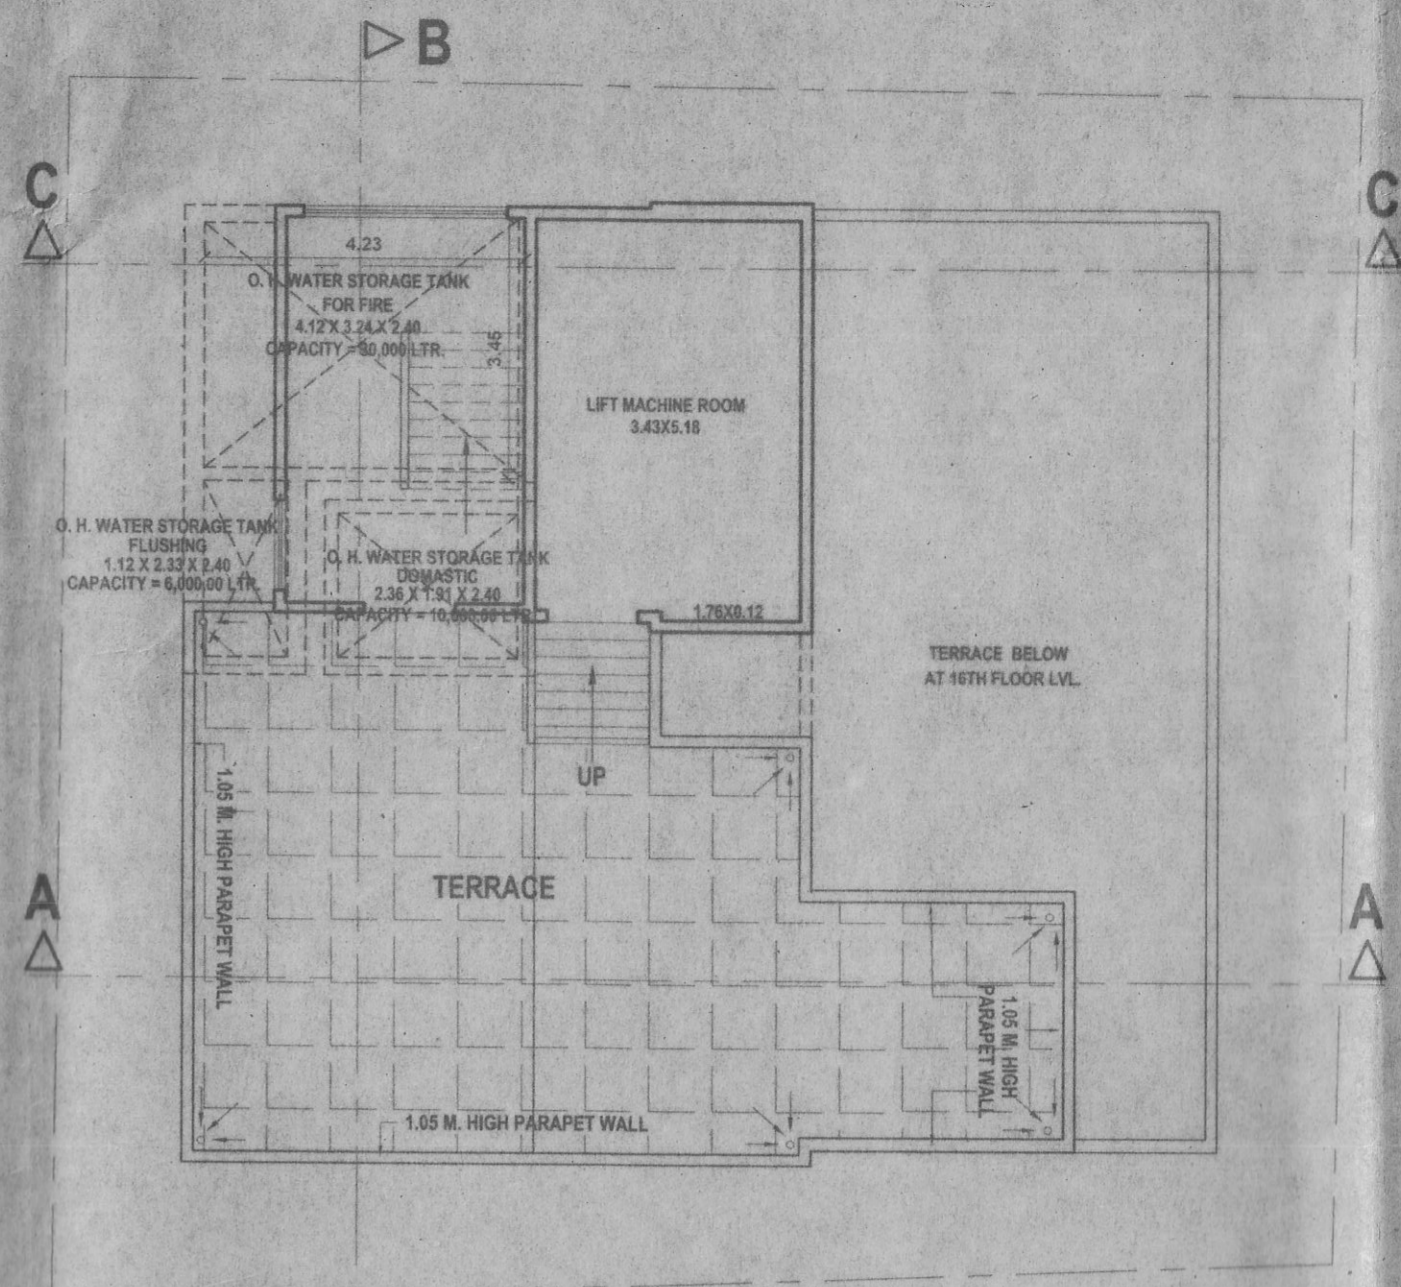 B
C
C
4.23
O. H. WATER STORAGE TANK
FOR FIRE
4.12 X 3.24 X 2.40
CAPACITY = 30,000 LTR.
3.45
LIFT MACHINE ROOM
3.43X5.18
O. H. WATER STORAGE TANK
FLUSHING
1.12 X 2.33 X 2.40
CAPACITY = 6,000.00 LTR.
O. H. WATER STORAGE TANK
DOMASTIC
2.36 X 1.91 X 2.40
CAPACITY = 10,000.00 LTR.
1.76X0.12
TERRACE BELOW
AT 16TH FLOOR LVL.
UP
1.05 M. HIGH PARAPET WALL
TERRACE
A
A
1.05 M. HIGH
PARAPET WALL
1.05 M. HIGH PARAPET WALL